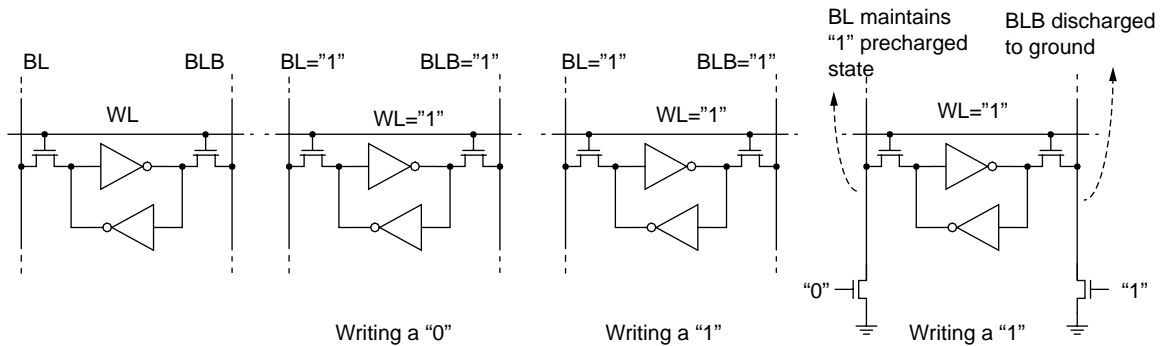 BL
BLB
WL
BL=”1”
BLB=”1”
WL=”1”
Writing a “0”
BL=”1”
BLB=”1”
WL=”1”
Writing a “1”
BL maintains
“1” precharged
state
BLB discharged
to ground
WL=”1”
“0”
“1”
Writing a “1”